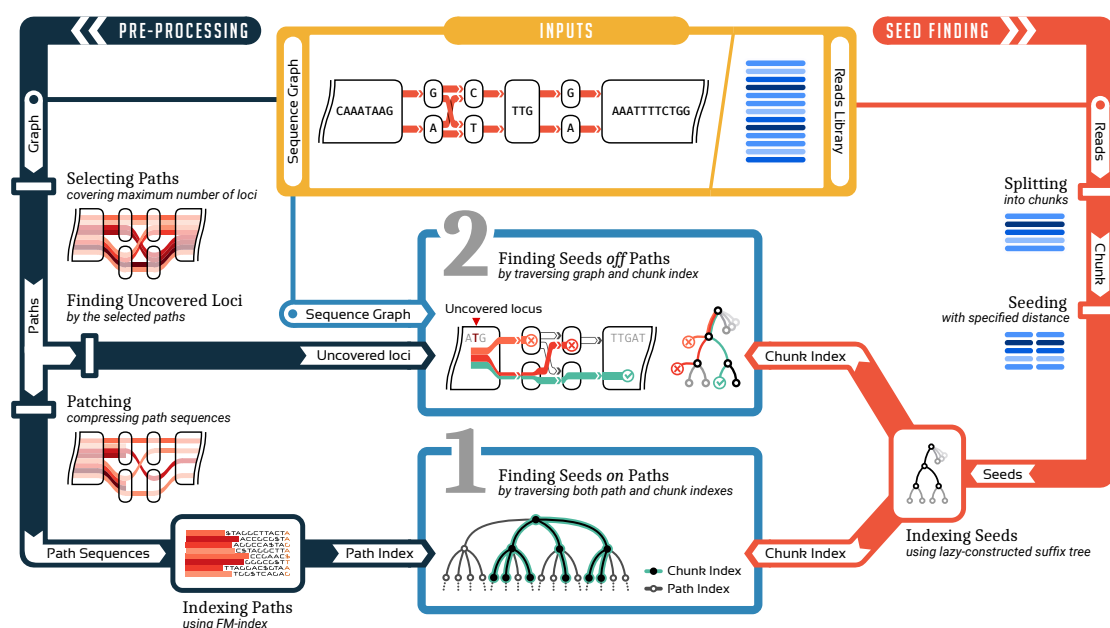 PRE-PROCESSING
INPUTS
SEED FINDING
Sequence Graph
CAAATAAG
G
A
C
T
TTG
G
A
AAATTTTCTGG
Reads Library
Graph
Reads
Selecting Paths
covering maximum number of loci
Splitting
into chunks
Chunk
2
Finding Seeds off Paths
by traversing graph and chunk index
Paths
Finding Uncovered Loci
by the selected paths
Sequence Graph
Uncovered locus
ATG
TTGAT
Seeding
with specified distance
Uncovered loci
Chunk Index
Patching
compressing path sequences
1
Finding Seeds on Paths
by traversing both path and chunk indexes
Seeds
Indexing Seeds
using lazy-constructed suffix tree
Path Sequences
Path Index
Chunk Index
Chunk Index
Path Index
Indexing Paths
using FM-index